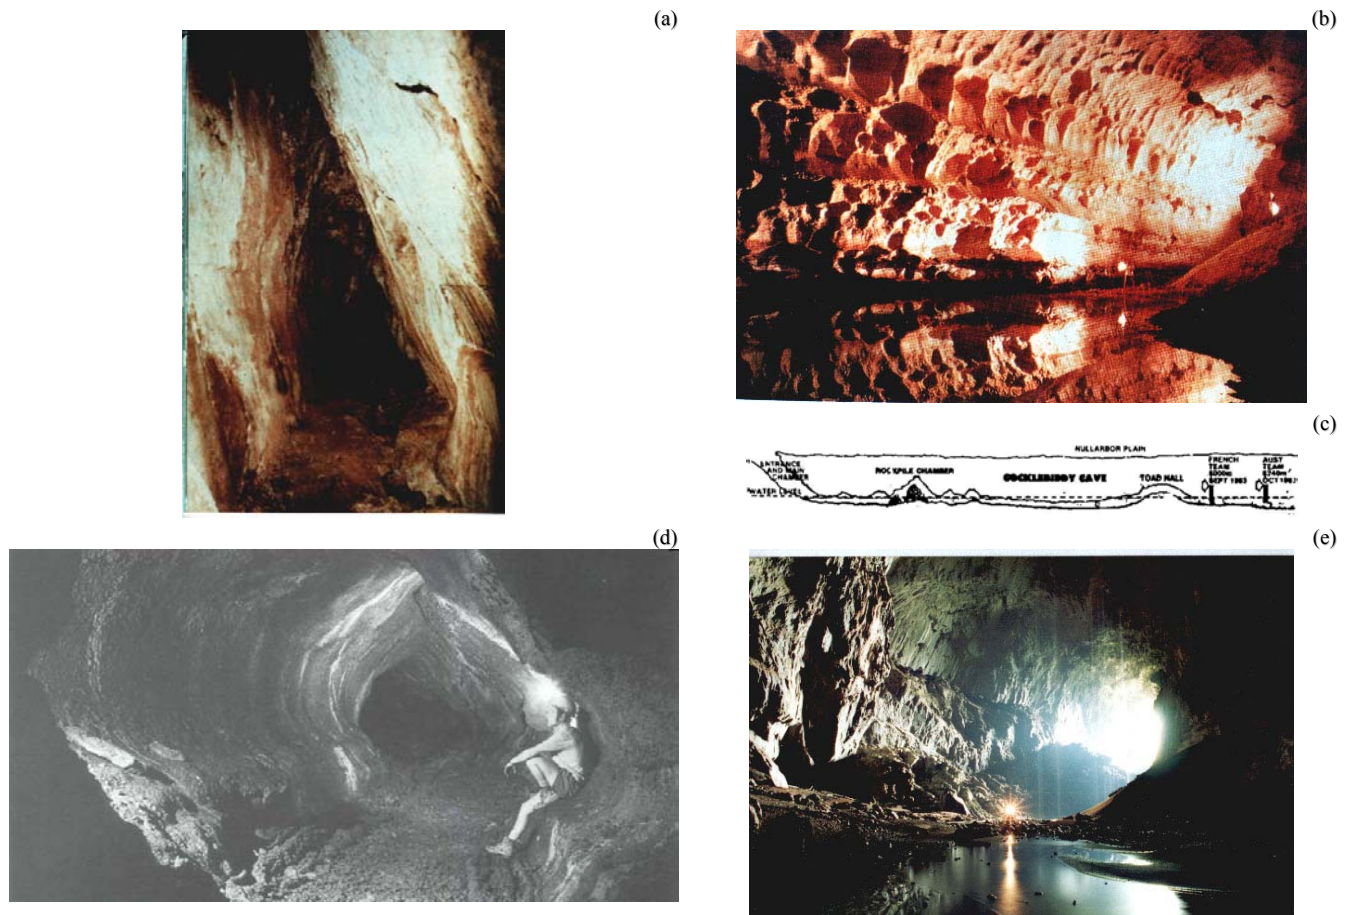 (a)
(b)
(c)
NULLARBOR PLAIN
ENTRANCE
AND MAIN
CHAMBER
ROCKPILE CHAMBER
COCKLEBIDDY CAVE
TOAD HALL
FRENCH
TEAM
SEPT 1983
AUST
TEAM
6240m
OCT 1983
WATER LEVEL
(d)
(e)